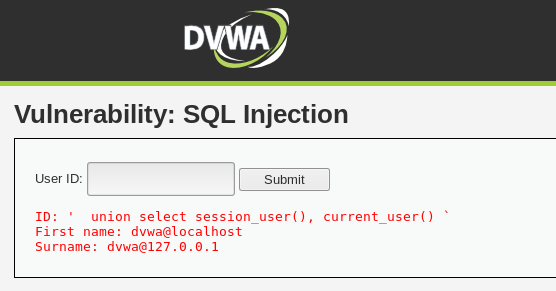 DVWA
Vulnerability: SQL Injection
User ID: Submit
ID: '  union select session_user(), current_user() `
First name: dvwa@localhost
Surname: dvwa@127.0.0.1